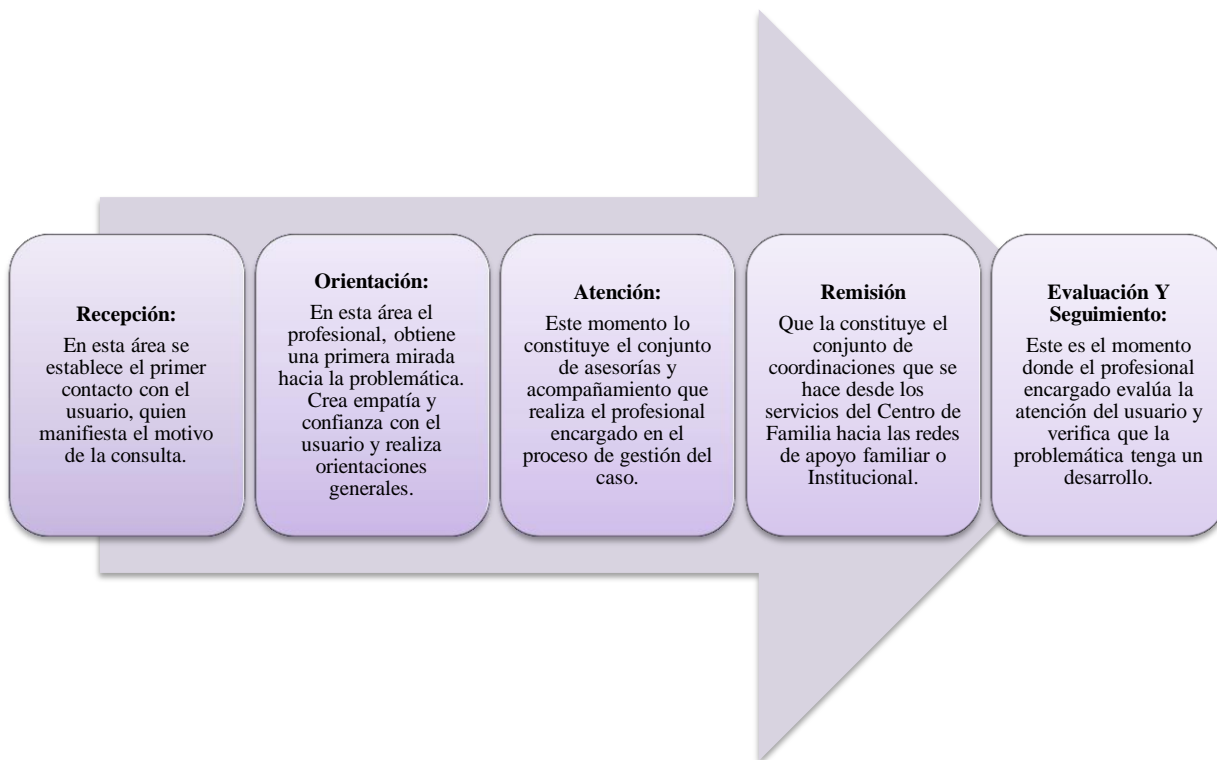 Recepción:
En esta área se
establece el primer
contacto con el
usuario, quien
manifiesta el motivo
de la consulta.
Orientación:
En esta área el
profesional, obtiene
una primera mirada
hacia la problemática.
Crea empatía y
confianza con el
usuario y realiza
orientaciones
generales.
Atención:
Este momento lo
constituye el conjunto
de asesorías y
acompañamiento que
realiza el profesional
encargado en el
proceso de gestión del
caso.
Remisión
Que la constituye el
conjunto de
coordinaciones que se
hace desde los
servicios del Centro de
Familia hacia las redes
de apoyo familiar o
Institucional.
Evaluación Y
Seguimiento:
Este es el momento
donde el profesional
encargado evalúa la
atención del usuario y
verifica que la
problemática tenga un
desarrollo.